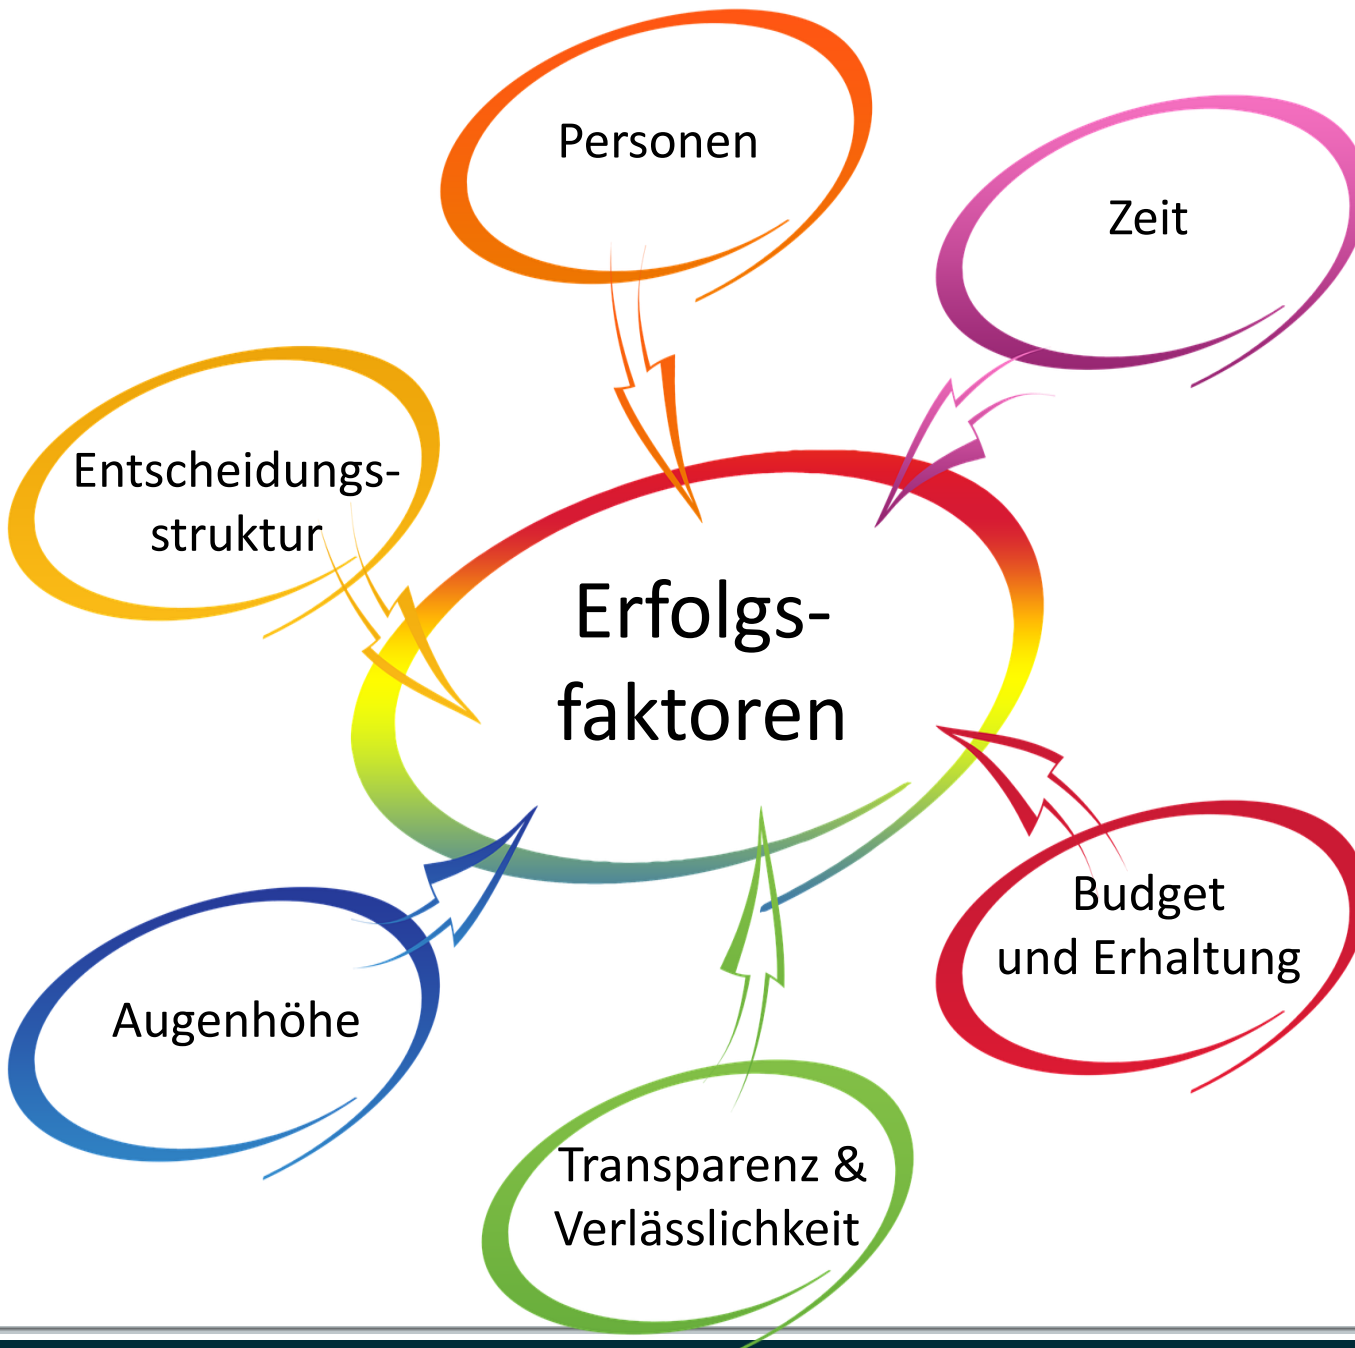 Personen
Zeit
Entscheidungs-
struktur
Erfolgs-
faktoren
Budget
und Erhaltung
Augenhöhe
Transparenz &
Verlässlichkeit